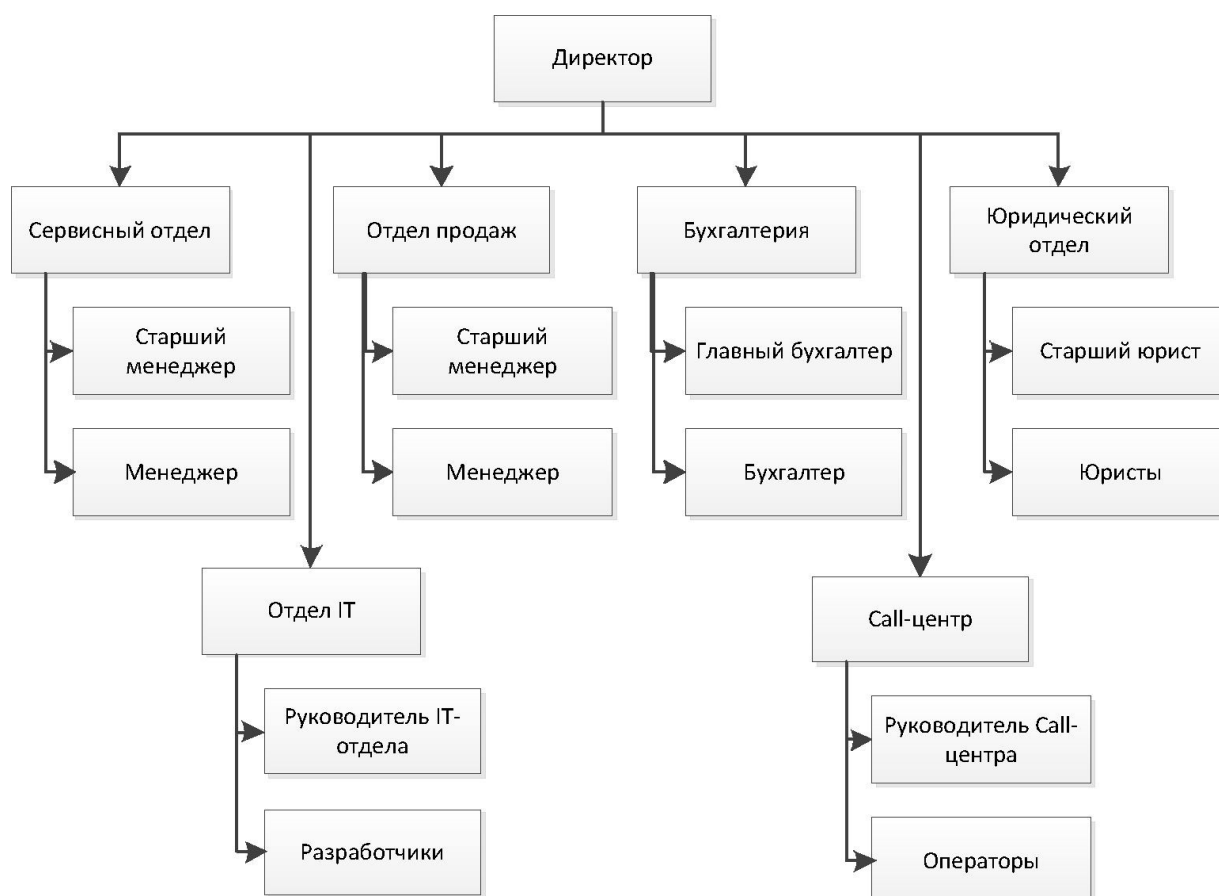 Директор
Сервисный отдел
Отдел продаж
Бухгалтерия
Юридический
отдел
Старший
менеджер
Старший
менеджер
Главный бухгалтер
Старший юрист
Менеджер
Менеджер
Бухгалтер
Юристы
Отдел IT
Call-центр
Руководитель IT-
отдела
Руководитель Call-
центра
Разработчики
Операторы